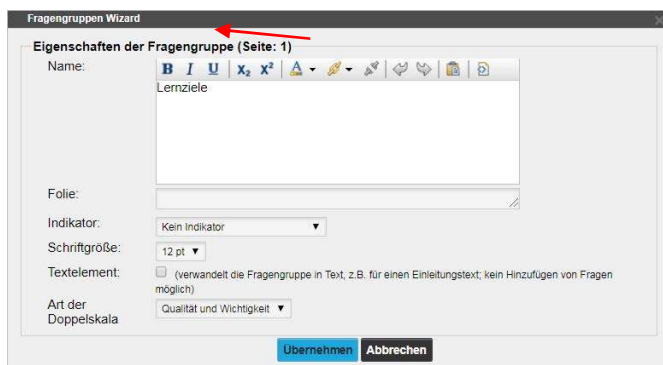 Fragengruppen Wizard
Eigenschaften der Fragengruppe (Seite: 1)
Name:
B I U X₂ X² A
Lernziele
Folie:
Indikator: Kein Indikator
Schriftgröße: 12 pt
Textelement: (verwandelt die Fragengruppe in Text, z.B. für einen Einleitungstext; kein Hinzufügen von Fragen
möglich)
Art der Qualität und Wichtigkeit
Doppelskala
Übernehmen Abbrechen